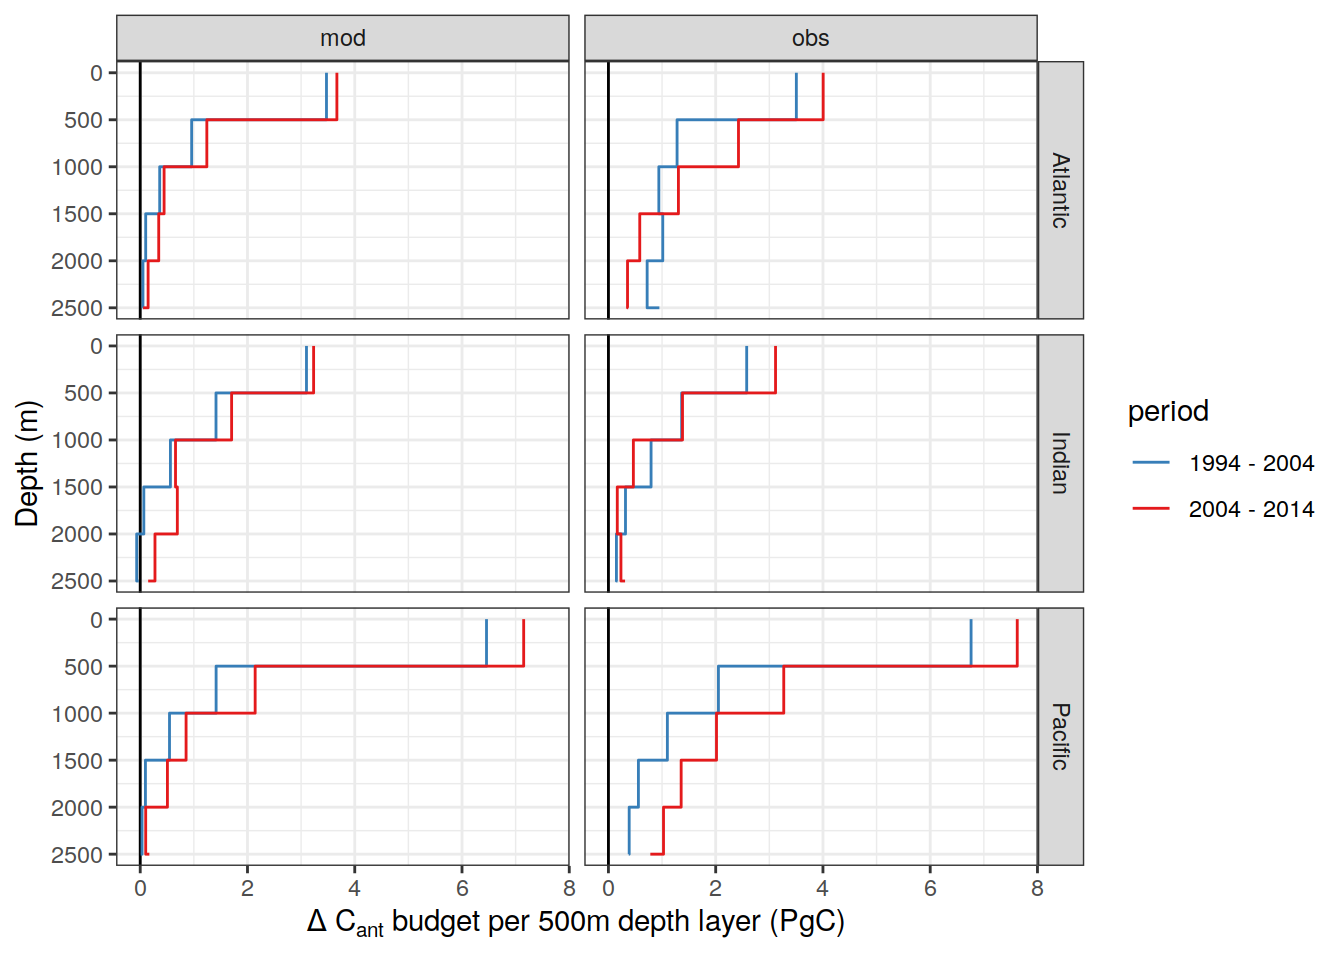 mod obs
0
500
1000
1500
2000
2500
Atlantic
0
500
1000
1500
2000
2500
Indian
0
500
1000
1500
2000
2500
Pacific
Depth (m)
0 2 4 6 8 0 2 4 6 8
Δ Cant budget per 500m depth layer (PgC)
period
1994 - 2004
2004 - 2014